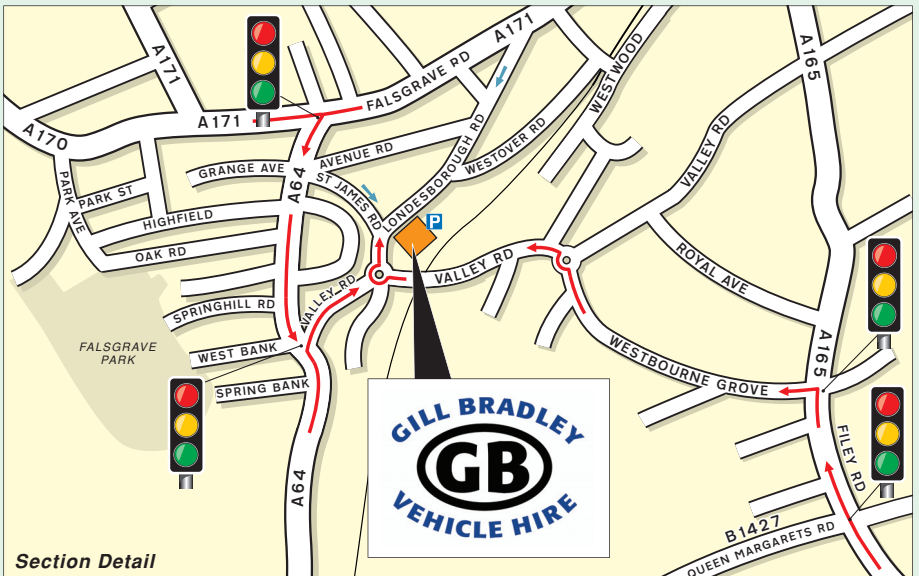 A171
A171
FALSGRAVE RD
A171
A170
A165
WESTWOOD
VALLEY RD
GRANGE AVE
AVENUE RD
A64
ST JAMES RD
LONDESBOROUGH RD
WESTOVER RD
PARK AVE
PARK ST
HIGHFIELD
OAK RD
P
VALLEY RD
ROYAL AVE
SPRINGHILL RD
VALLEY RD
WEST BANK
SPRING BANK
FALSGRAVE
PARK
WESTBOURNE GROVE
A165
FILEY RD
GILL BRADLEY
GB
VEHICLE HIRE
A64
B1427
QUEEN MARGARETS RD
Section Detail